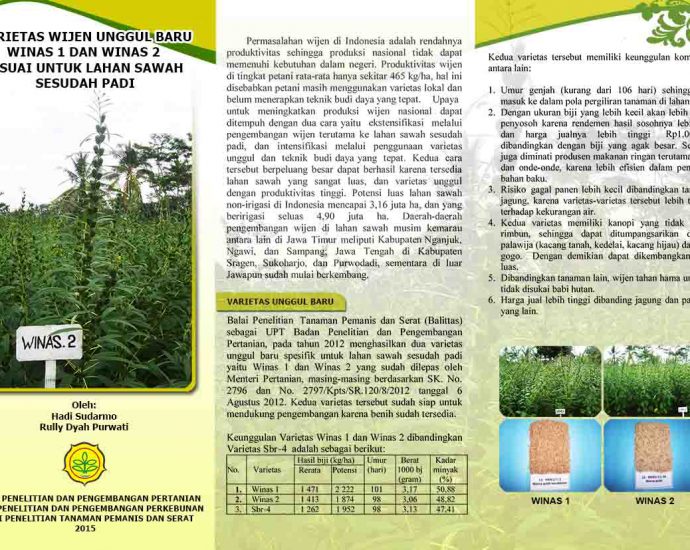 RIETAS WIJEN UNGGUL BARU
WINAS 1 DAN WINAS 2
SUAI UNTUK LAHAN SAWAH
SESUDAH PADI
WINAS. 2
Oleh:
Hadi Sudarmo
Rully Dyah Purwati
PENELITIAN DAN PENGEMBANGAN PERTANIAN
PENELITIAN DAN PENGEMBANGAN PERKEBUNAN
I PENELITIAN TANAMAN PEMANIS DAN SERAT
2015
Permasalahan wijen di Indonesia adalah rendahnya
produktivitas sehingga produksi nasional tidak dapat
memenuhi kebutuhan dalam negeri. Produktivitas wijen
di tingkat petani rata-rata hanya sekitar 465 kg/ha, hal ini
disebabkan petani masih menggunakan varietas lokal dan
belum menerapkan teknik budi daya yang tepat. Upaya
untuk meningkatkan produksi wijen nasional dapat
ditempuh dengan dua cara yaitu ekstensifikasi melalui
pengembangan wijen terutama ke lahan sawah sesudah
padi, dan intensifikasi melalui penggunaan varietas
unggul dan teknik budi daya yang tepat. Kedua cara
tersebut berpeluang besar dapat berhasil karena tersedia
lahan sawah yang sangat luas, dan varietas unggul
dengan produktivitas tinggi. Potensi luas lahan sawah
non-irigasi di Indonesia mencapai 3,16 juta ha, dan yang
beririgasi seluas 4,90 juta ha. Daerah-daerah
pengembangan wijen di lahan sawah musim kemarau
antara lain di Jawa Timur meliputi Kabupaten Nganjuk,
Ngawi, dan Sampang; Jawa Tengah di Kabupaten
Sragen, Sukoharjo, dan Purwodadi, sementara di luar
Jawapun sudah mulai berkembang.
VARIETAS UNGGUL BARU
Balai Penelitian Tanaman Pemanis dan Serat (Balittas)
sebagai UPT Badan Penelitian dan Pengembangan
Pertanian, pada tahun 2012 menghasilkan dua varietas
unggul baru spesifik untuk lahan sawah sesudah padi
yaitu Winas 1 dan Winas 2 yang sudah dilepas oleh
Menteri Pertanian, masing-masing berdasarkan SK. No.
2796 dan No. 2797/Kpts/SR.120/8/2012 tanggal 6
Agustus 2012. Kedua varietas tersebut sudah siap untuk
mendukung pengembangan karena benih sudah tersedia.
Keunggulan Varietas Winas 1 dan Winas 2 dibandingkan
Varietas Sbr-4 adalah sebagai berikut:
No. Varietas Hasil biji (kg/ha) Rerata Potensi Umur (hari) Berat 1000 bj (gram) Kadar minyak (%)
1. Winas 1 1 471 2 222 101 3,17 50,88
2. Winas 2 1 413 1 874 98 3,06 48,82
3. Sbr-4 1 262 1 952 98 3,13 47,41
Kedua varietas tersebut memiliki keunggulan kom
antara lain:
1. Umur genjah (kurang dari 106 hari) sehingg
masuk ke dalam pola pergiliran tanaman di lahan
2. Dengan ukuran biji yang lebih kecil akan lebih
penyosoh karena rendemen hasil sosohnya leb
dan harga jualnya lebih tinggi Rp1.0
dibandingkan dengan biji yang agak besar. Se
juga diminati produsen makanan ringan terutama
dan onde-onde, karena lebih efisien dalam pen
bahan baku.
3. Risiko gagal panen lebih kecil dibandingkan ta
jagung, karena varietas-varietas tersebut lebih t
terhadap kekurangan air.
4. Kedua varietas memiliki kanopi yang tidak
rimbun, sehingga dapat ditumpangsarikan d
palawija (kacang tanah, kedelai, kacang hijau) da
gogo. Dengan demikian dapat dikembangkan
luas.
5. Dibandingkan tanaman lain, wijen tahan hama u
tidak disukai babi hutan.
6. Harga jual lebih tinggi dibanding jagung dan pa
yang lain.
WINAS 1
WINAS 2